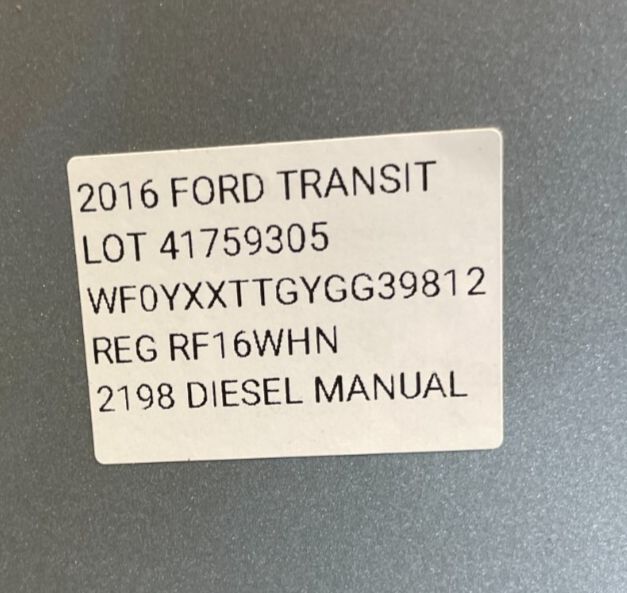 2016 FORD TRANSIT
LOT 41759305
WF0YXXTTGYGG39812
REG RF16WHN
2198 DIESEL MANUAL